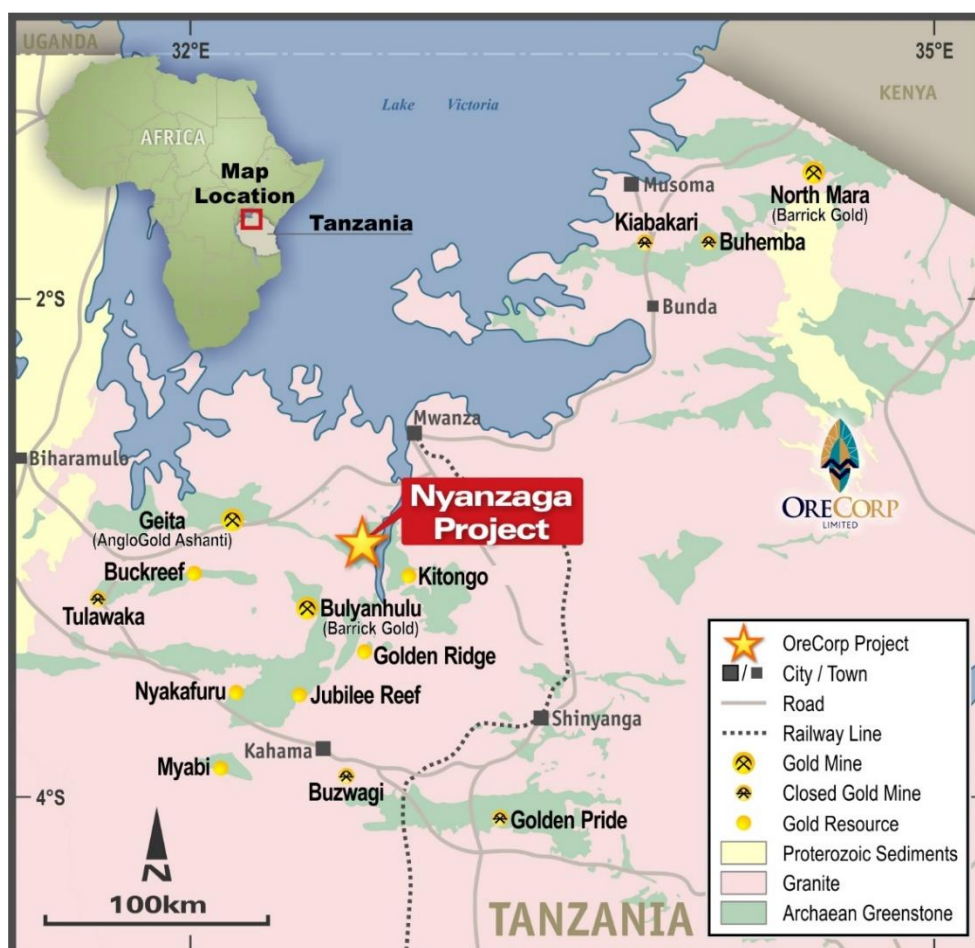 UGANDA
32°E
35°E
KENYA
Lake Victoria
AFRICA
Map
Location
Tanzania
Musoma
North Mara
(Barrick Gold)
Kiabakari
Buhemba
2°S
Bunda
Mwanza
Biharamulo
ORECORP
LIMITED
Nyanzaga
Project
Geita
(AngloGold Ashanti)
Buckreef
Kitongo
Tulawaka
Bulyanhulu
(Barrick Gold)
Golden Ridge
Nyakafuru
Jubilee Reef
Shinyanga
Kahama
Myabi
Buzwagi
4°S
Golden Pride
N
100km
TANZANIA
OreCorp Project
/ City / Town
Road
Railway Line
Gold Mine
Closed Gold Mine
Gold Resource
Proterozoic Sediments
Granite
Archaean Greenstone